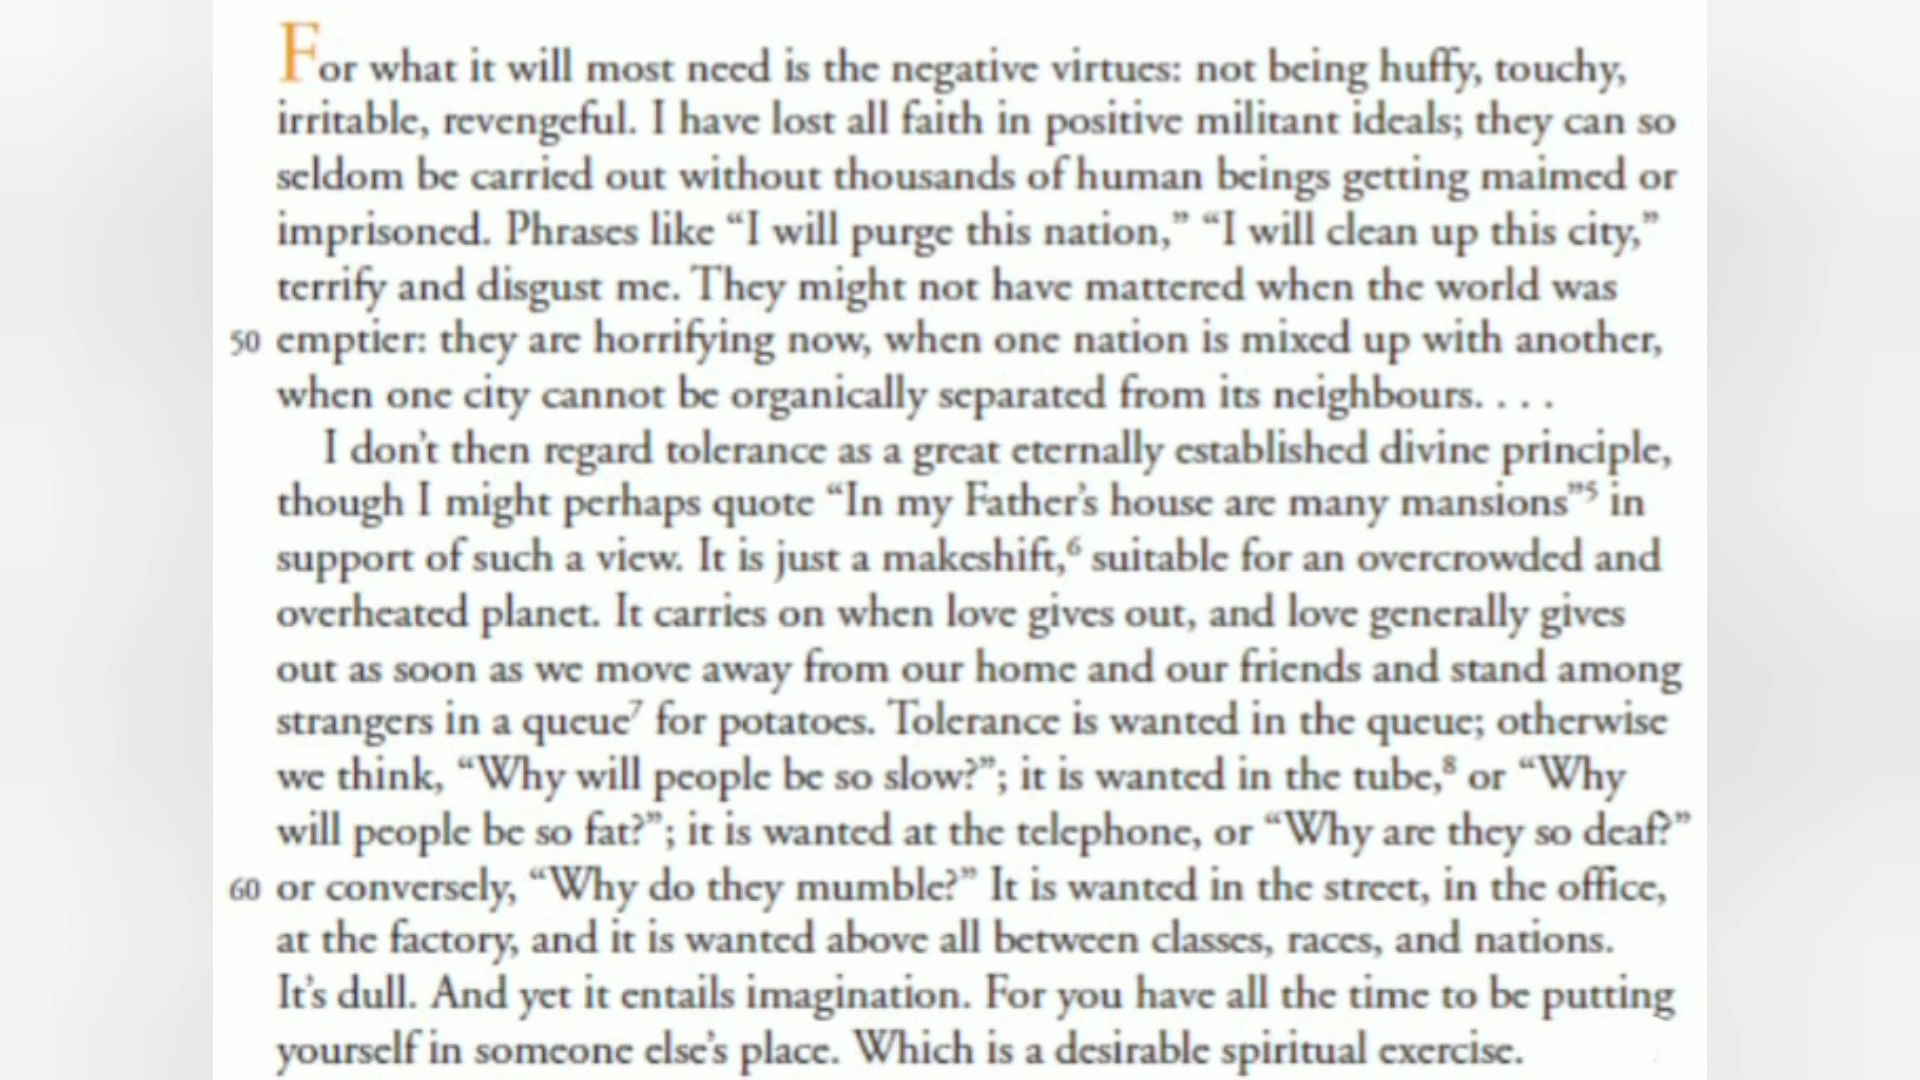 For what it will most need is the negative virtues: not being huffy, touchy,
irritable, revengeful. I have lost all faith in positive militant ideals; they can so
seldom be carried out without thousands of human beings getting maimed or
imprisoned. Phrases like “I will purge this nation,” “I will clean up this city,”
terrify and disgust me. They might not have mattered when the world was
50 emptier: they are horrifying now, when one nation is mixed up with another,
when one city cannot be organically separated from its neighbours. . . .
I don’t then regard tolerance as a great eternally established divine principle,
though I might perhaps quote “In my Father’s house are many mansions”⁵ in
support of such a view. It is just a makeshift,⁶ suitable for an overcrowded and
overheated planet. It carries on when love gives out, and love generally gives
out as soon as we move away from our home and our friends and stand among
strangers in a queue⁷ for potatoes. Tolerance is wanted in the queue; otherwise
we think, “Why will people be so slow?”; it is wanted in the tube,⁸ or “Why
will people be so fat?”; it is wanted at the telephone, or “Why are they so deaf?”
60 or conversely, “Why do they mumble?” It is wanted in the street, in the office,
at the factory, and it is wanted above all between classes, races, and nations.
It’s dull. And yet it entails imagination. For you have all the time to be putting
yourself in someone else’s place. Which is a desirable spiritual exercise.